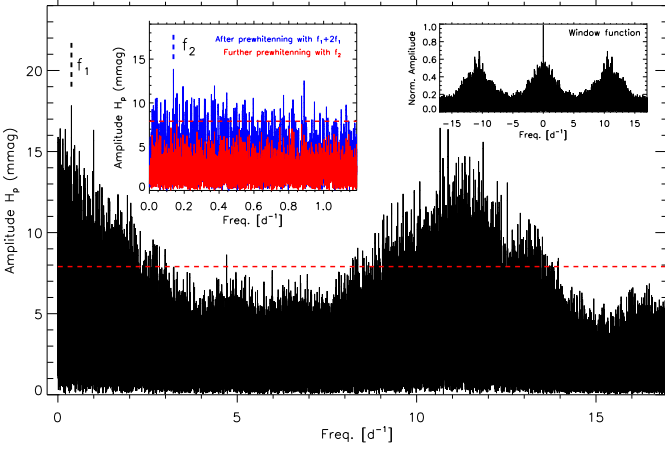 f₁
f₂
After prewhitenning with f₁+2f₁
Further prewhitenning with f₂
Amplitude Hₚ (mmag)
0
5
10
15
0.0 0.2 0.4 0.6 0.8 1.0
Freq. [d⁻¹]
Window function
Norm. Amplitude
1.0
0.8
0.6
0.4
0.2
0.0
-10 -5 0 5 10 15
Freq. [d⁻¹]
Amplitude Hₚ (mmag)
20
15
10
5
0
0 5 10 15
Freq. [d⁻¹]